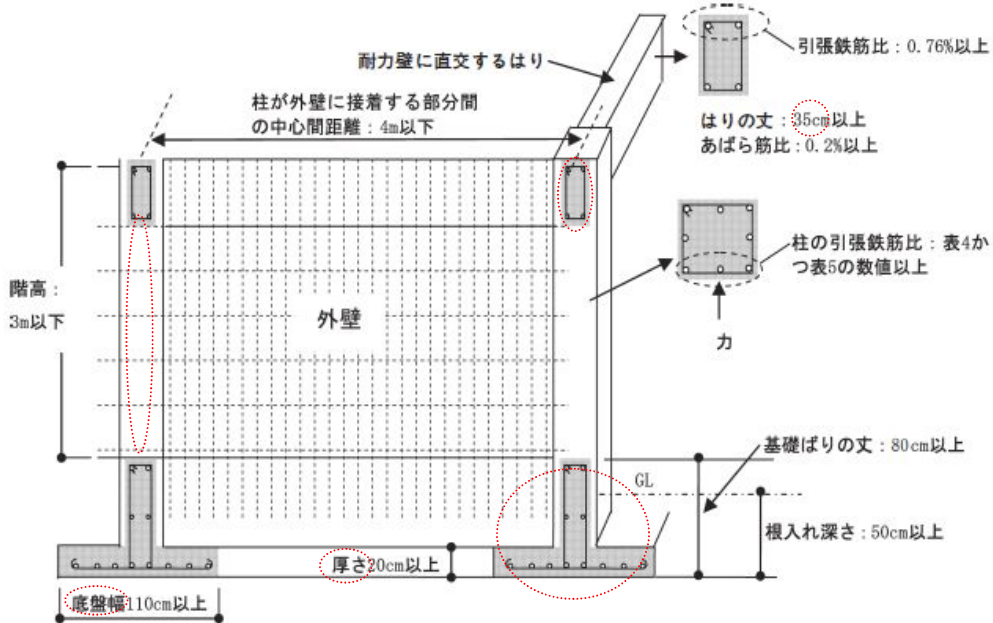 引張鉄筋比：0.76%以上
耐力壁に直交するはり
柱が外壁に接着する部分間
の中心間距離：4m以下
はりの丈：35cm以上
あばら筋比：0.2%以上
柱の引張鉄筋比：表4か
つ表5の数値以上
階高：
3m以下
外壁
力
基礎ばりの丈：80cm以上
GL
根入れ深さ：50cm以上
厚さ20cm以上
底盤幅110cm以上